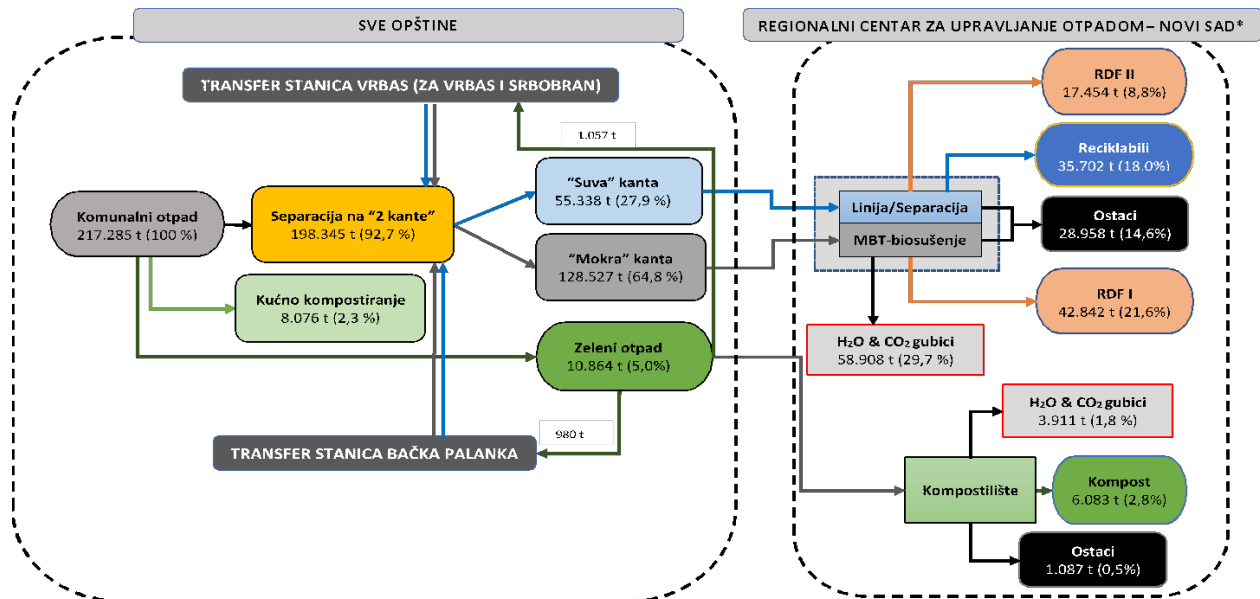 SVE OPŠTINE
REGIONALNI CENTAR ZA UPRAVLJANJE OTPADOM – NOVI SAD*
TRANSFER STANICA VRBAS (ZA VRBAS I SRBOBRAN)
1.057 t
Komunalni otpad
217.285 t (100 %)
Separacija na “2 kante”
198.345 t (92,7 %)
“Suva” kanta
55.338 t (27,9 %)
“Mokra” kanta
128.527 t (64,8 %)
Kućno kompostiranje
8.076 t (2,3 %)
Zeleni otpad
10.864 t (5,0%)
980 t
TRANSFER STANICA BAČKA PALANKA
RDF II
17.454 t (8,8%)
Reciklabili
35.702 t (18.0%)
Linija/Separacija
MBT-biosušenje
Ostaci
28.958 t (14,6%)
RDF I
42.842 t (21,6%)
H₂O & CO₂ gubici
58.908 t (29,7 %)
H₂O & CO₂ gubici
3.911 t (1,8 %)
Kompostilište
Kompost
6.083 t (2,8%)
Ostaci
1.087 t (0,5%)